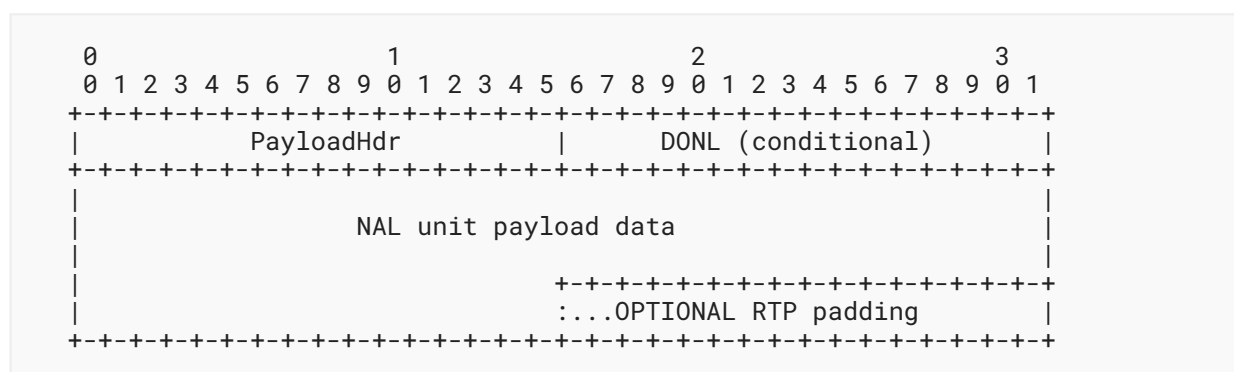 0                   1                   2                   3
 0 1 2 3 4 5 6 7 8 9 0 1 2 3 4 5 6 7 8 9 0 1 2 3 4 5 6 7 8 9 0 1
+-+-+-+-+-+-+-+-+-+-+-+-+-+-+-+-+-+-+-+-+-+-+-+-+-+-+-+-+-+-+-+-+
|           PayloadHdr          |      DONL (conditional)       |
+-+-+-+-+-+-+-+-+-+-+-+-+-+-+-+-+-+-+-+-+-+-+-+-+-+-+-+-+-+-+-+-+
|                                                               |
|                  NAL unit payload data                        |
|                                                               |
|                               +-+-+-+-+-+-+-+-+-+-+-+-+-+-+-+-+
|                               :...OPTIONAL RTP padding        |
+-+-+-+-+-+-+-+-+-+-+-+-+-+-+-+-+-+-+-+-+-+-+-+-+-+-+-+-+-+-+-+-+